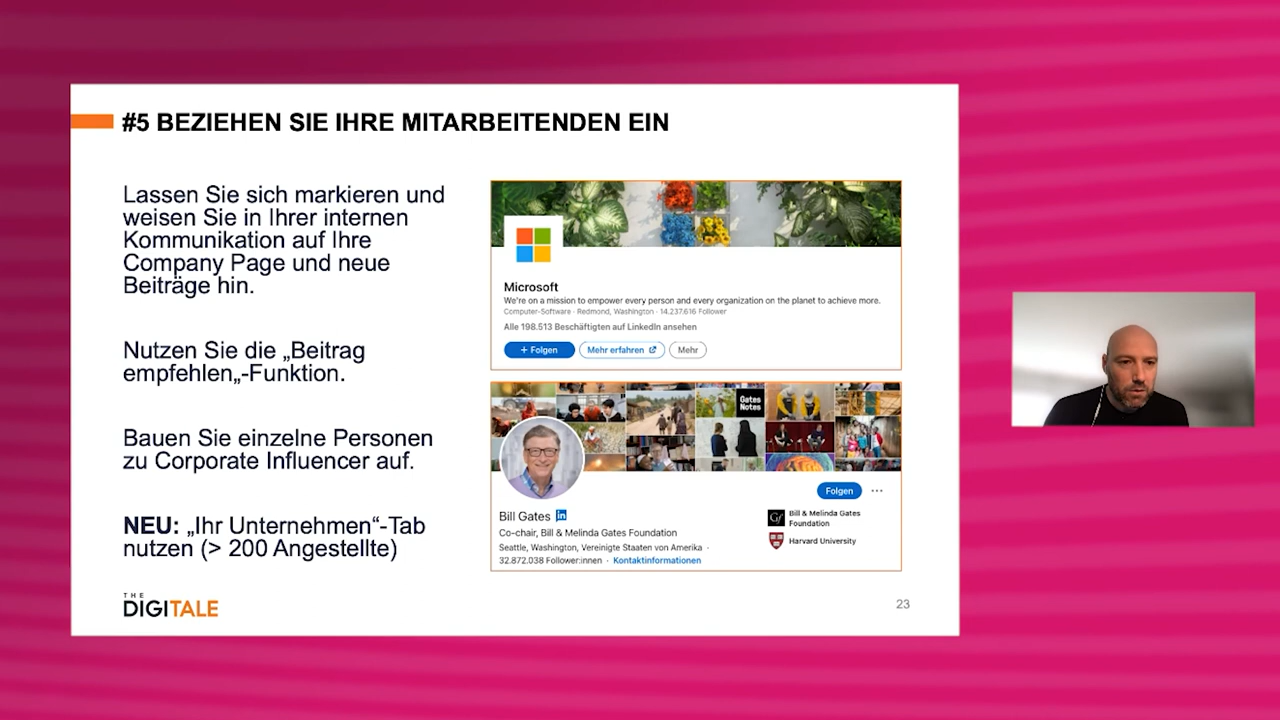 #5 BEZIEHEN SIE IHRE MITARBEITENDEN EIN
Lassen Sie sich markieren und
weisen Sie in Ihrer internen
Kommunikation auf Ihre
Company Page und neue
Beiträge hin.
Nutzen Sie die „Beitrag
empfehlen„-Funktion.
Bauen Sie einzelne Personen
zu Corporate Influencer auf.
NEU: „Ihr Unternehmen“-Tab
nutzen (> 200 Angestellte)
Microsoft
We're on a mission to empower every person and every organization on the planet to achieve more.
Computer-Software · Redmond, Washington · 14.237.616 Follower
Alle 198.513 Beschäftigten auf LinkedIn ansehen
+ Folgen
Mehr erfahren
Mehr
Gates
Notes
Folgen
Bill Gates in
Co-chair, Bill & Melinda Gates Foundation
Seattle, Washington, Vereinigte Staaten von Amerika ·
32.872.038 Follower:innen · Kontaktinformationen
Gf
Bill & Melinda Gates
Foundation
Harvard University
THE
DIGITALE
23